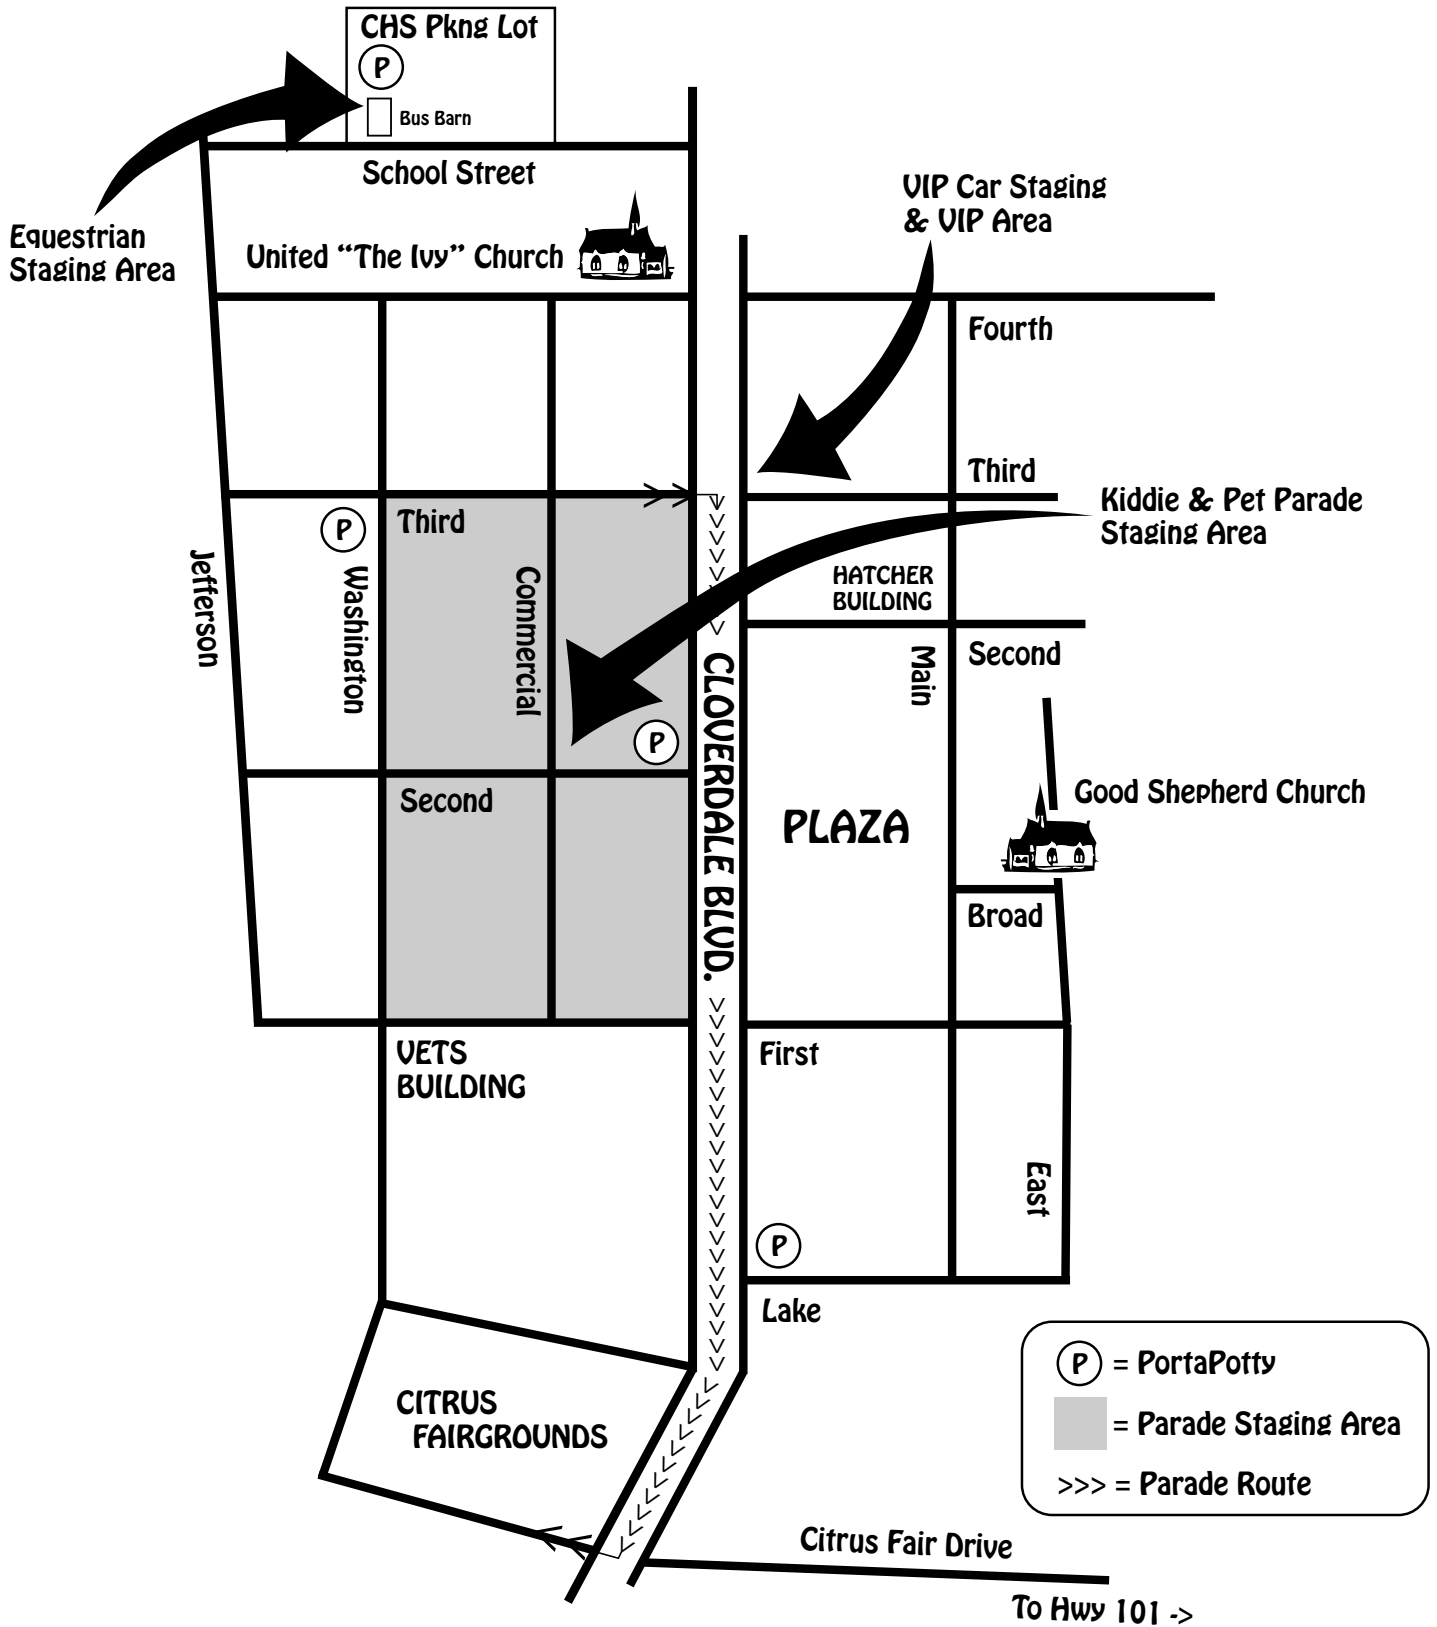 CHS Pkng Lot
P
Bus Barn
School Street
Equestrian
Staging Area
United “The Ivy” Church
VIP Car Staging
& VIP Area
Fourth
Third
Kiddie & Pet Parade
Staging Area
P
Third
Jefferson
Washington
Commercial
HATCHER
BUILDING
Main
Second
P
CLOVERDALE BLVD.
Second
PLAZA
Good Shepherd Church
Broad
VETS
BUILDING
First
East
P
Lake
CITRUS
FAIRGROUNDS
P = PortaPotty
= Parade Staging Area
>>> = Parade Route
Citrus Fair Drive
To Hwy 101 ->